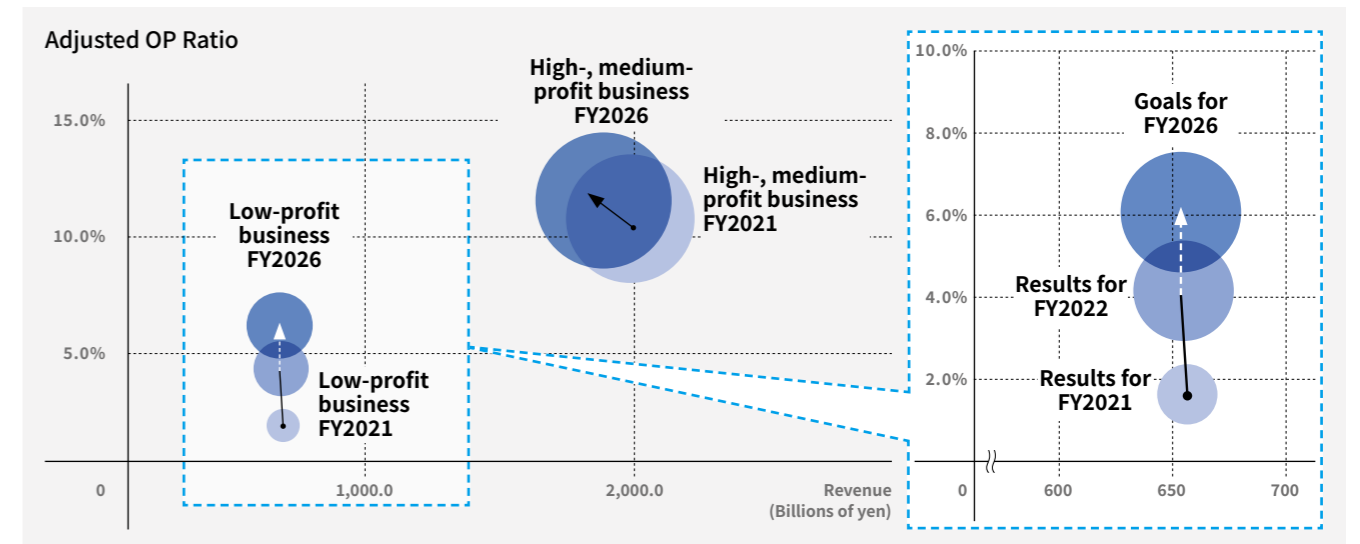 Adjusted OP Ratio
15.0%
10.0%
5.0%
0
1,000.0
2,000.0
Revenue
(Billions of yen)
High-, medium-
profit business
FY2026
High-, medium-
profit business
FY2021
Low-profit
business
FY2026
Low-profit
business
FY2021
10.0%
8.0%
6.0%
4.0%
2.0%
0
600
650
700
Goals for
FY2026
Results for
FY2022
Results for
FY2021